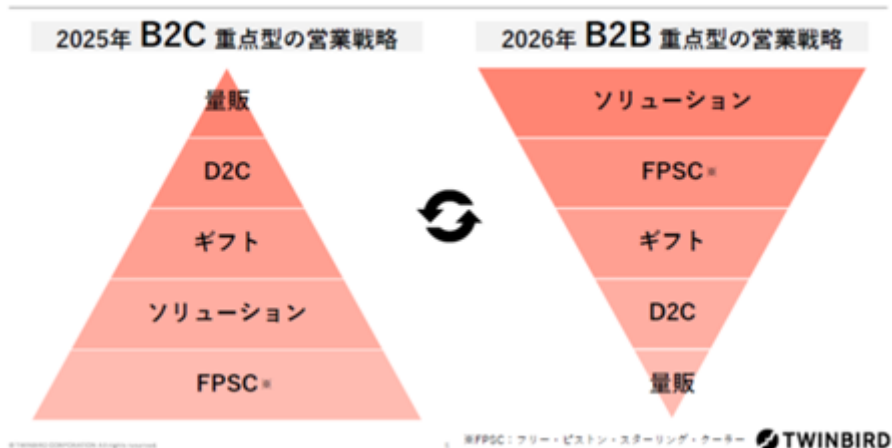 2025年 B2C 重点型の営業戦略
量販
D2C
ギフト
ソリューション
FPSC※
2026年 B2B 重点型の営業戦略
ソリューション
FPSC※
ギフト
D2C
量販
※FPSC：フリー・ピストン・スターリング・クーラー
TWINBIRD